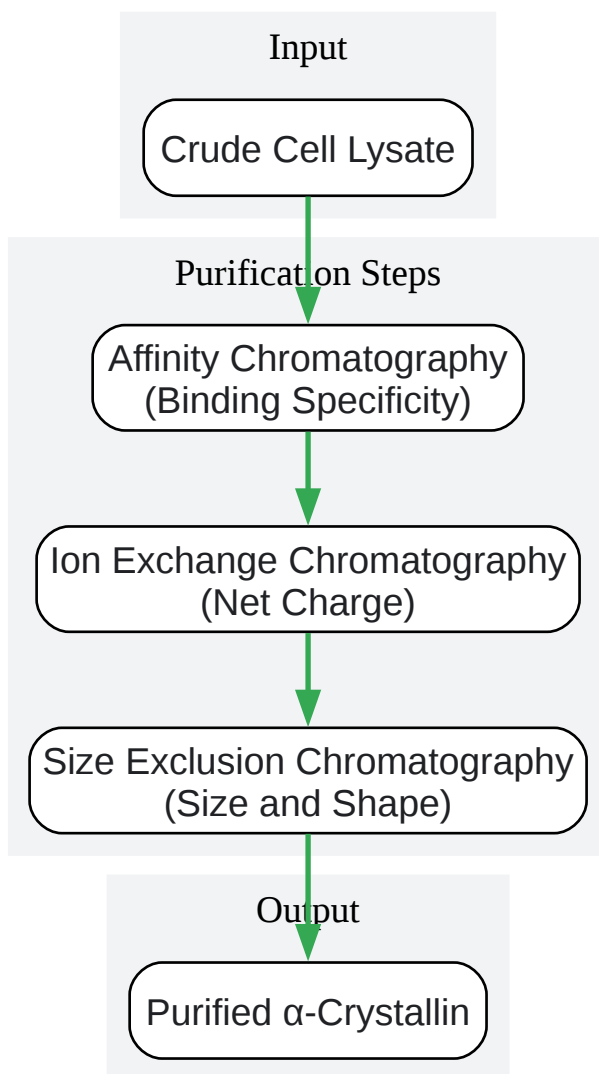 Input
Crude Cell Lysate
Purification Steps
Affinity Chromatography
(Binding Specificity)
Ion Exchange Chromatography
(Net Charge)
Size Exclusion Chromatography
(Size and Shape)
Output
Purified α-Crystallin